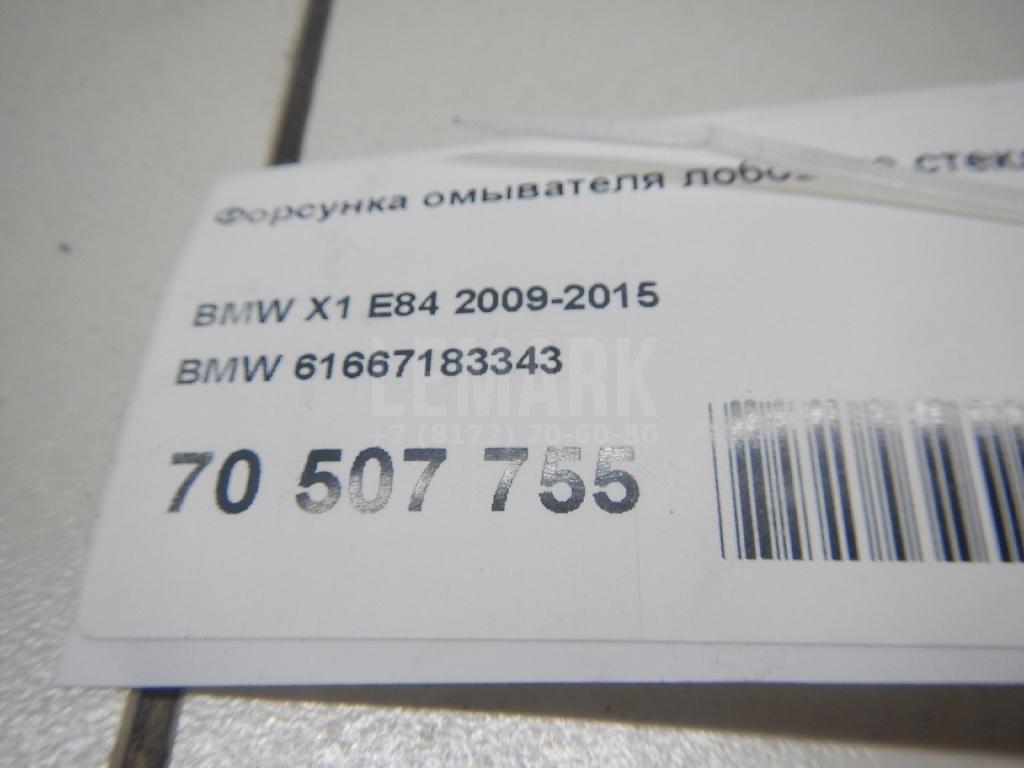 Форсунка омывателя
BMW X1 E84 2009-2015
BMW 61667183343
LEMARK
+7 (8172) 70-60-30
70 507 755